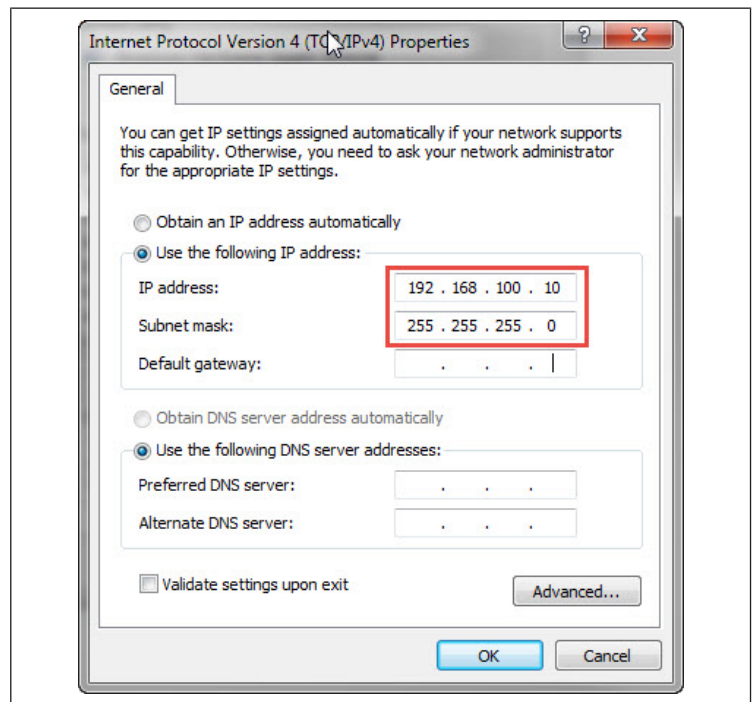 Internet Protocol Version 4 (TCP/IPv4) Properties
General
You can get IP settings assigned automatically if your network supports
this capability. Otherwise, you need to ask your network administrator
for the appropriate IP settings.
Obtain an IP address automatically
Use the following IP address:
IP address: 192 . 168 . 100 . 10
Subnet mask: 255 . 255 . 255 . 0
Default gateway: . . .
Obtain DNS server address automatically
Use the following DNS server addresses:
Preferred DNS server: . . .
Alternate DNS server: . . .
Validate settings upon exit
Advanced...
OK Cancel